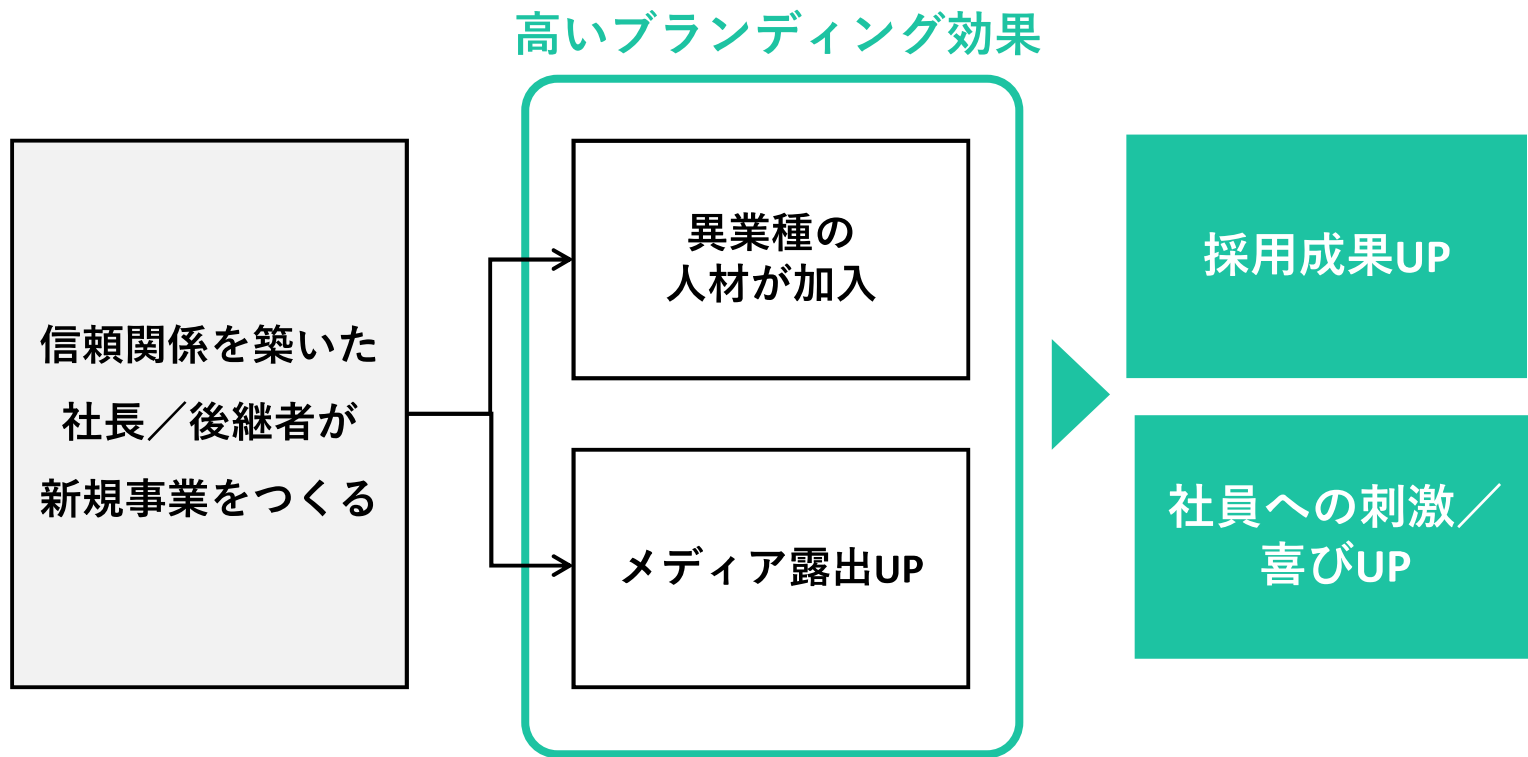 高いブランディング効果
信頼関係を築いた
社長／後継者が
新規事業をつくる
異業種の
人材が加入
メディア露出UP
採用成果UP
社員への刺激／
喜びUP